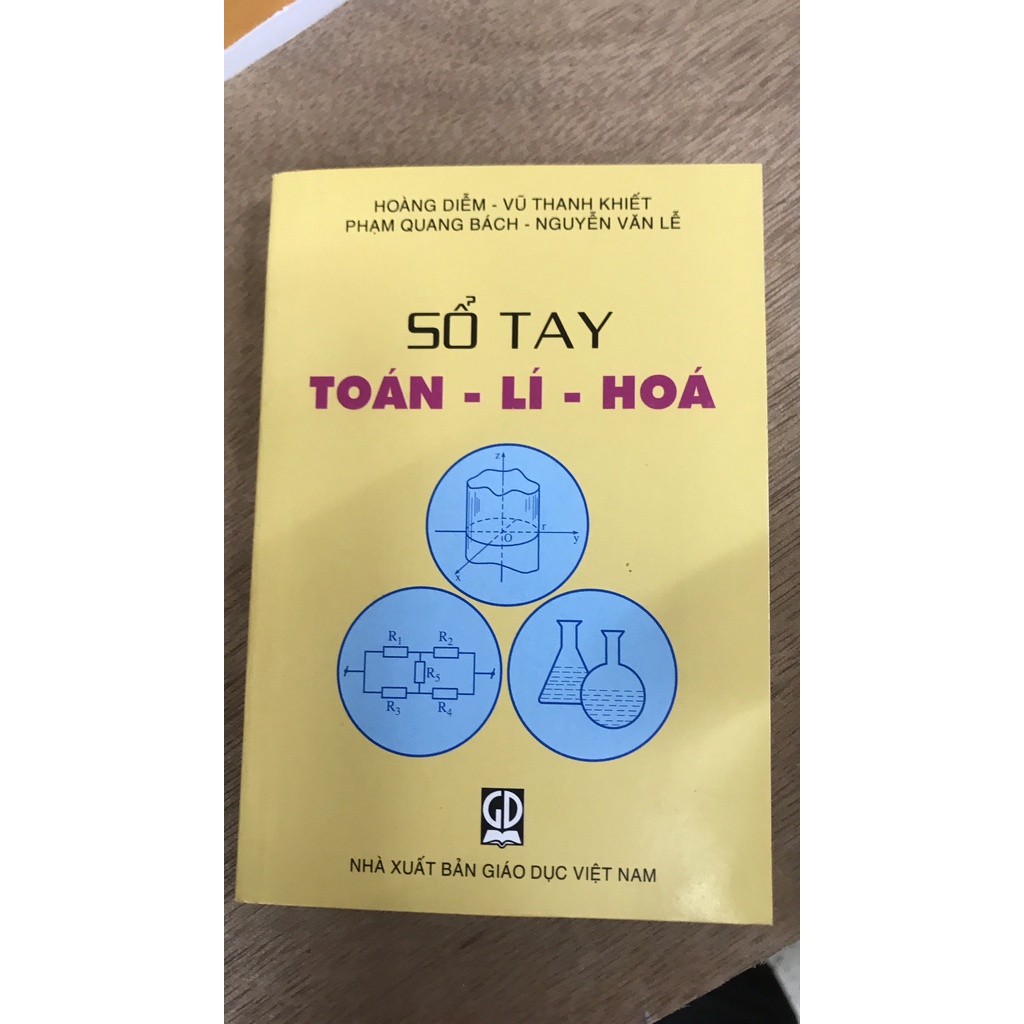 HOÀNG DIỄM - VŨ THANH KHIẾT
PHẠM QUANG BÁCH - NGUYỄN VĂN LỄ
SỔ TAY
TOÁN - LÍ - HOÁ
z
O
r
y
x
R1 R2
R5
R3 R4
GD
NHÀ XUẤT BẢN GIÁO DỤC VIỆT NAM